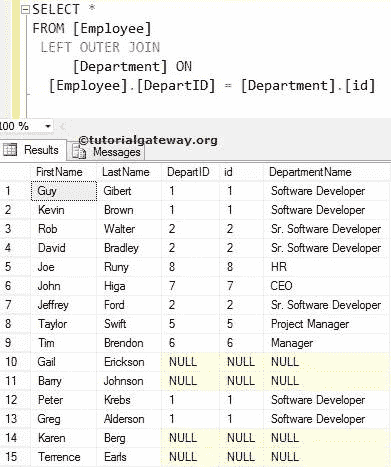 SELECT *
FROM [Employee]
LEFT OUTER JOIN
[Department] ON
[Employee].[DepartID] = [Department].[id]
100 %
©tutorialgateway.org
Results Messages
FirstName LastName DepartID id DepartmentName
1 Guy Gibert 1 1 Software Developer
2 Kevin Brown 1 1 Software Developer
3 Rob Walter 2 2 Sr. Software Developer
4 David Bradley 2 2 Sr. Software Developer
5 Joe Runy 8 8 HR
6 John Higa 7 7 CEO
7 Jeffrey Ford 2 2 Sr. Software Developer
8 Taylor Swift 5 5 Project Manager
9 Tim Brendon 6 6 Manager
10 Gail Erickson NULL NULL NULL
11 Barry Johnson NULL NULL NULL
12 Peter Krebs 1 1 Software Developer
13 Greg Alderson 1 1 Software Developer
14 Karen Berg NULL NULL NULL
15 Terrence Earls NULL NULL NULL